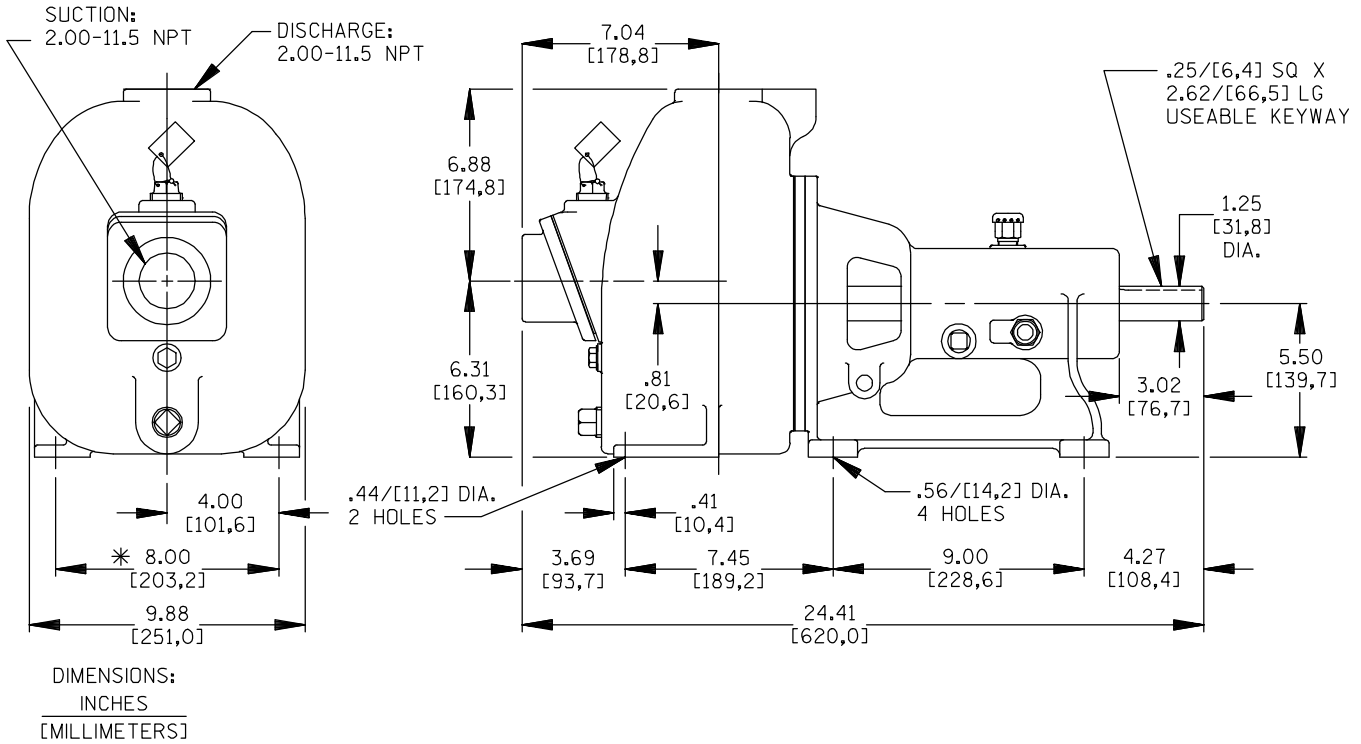 SUCTION:
2.00-11.5 NPT
DISCHARGE:
2.00-11.5 NPT
7.04
[178,8]
.25/[6,4] SQ X
2.62/[66,5] LG
USEABLE KEYWAY
6.88
[174,8]
1.25
[31,8]
DIA.
6.31
[160,3]
.81
[20,6]
5.50
[139,7]
3.02
[76,7]
4.00
[101,6]
.44/[11,2] DIA.
2 HOLES
.41
[10,4]
.56/[14,2] DIA.
4 HOLES
* 8.00
[203,2]
3.69
[93,7]
7.45
[189,2]
9.00
[228,6]
4.27
[108,4]
9.88
[251,0]
24.41
[620,0]
DIMENSIONS:
INCHES
[MILLIMETERS]